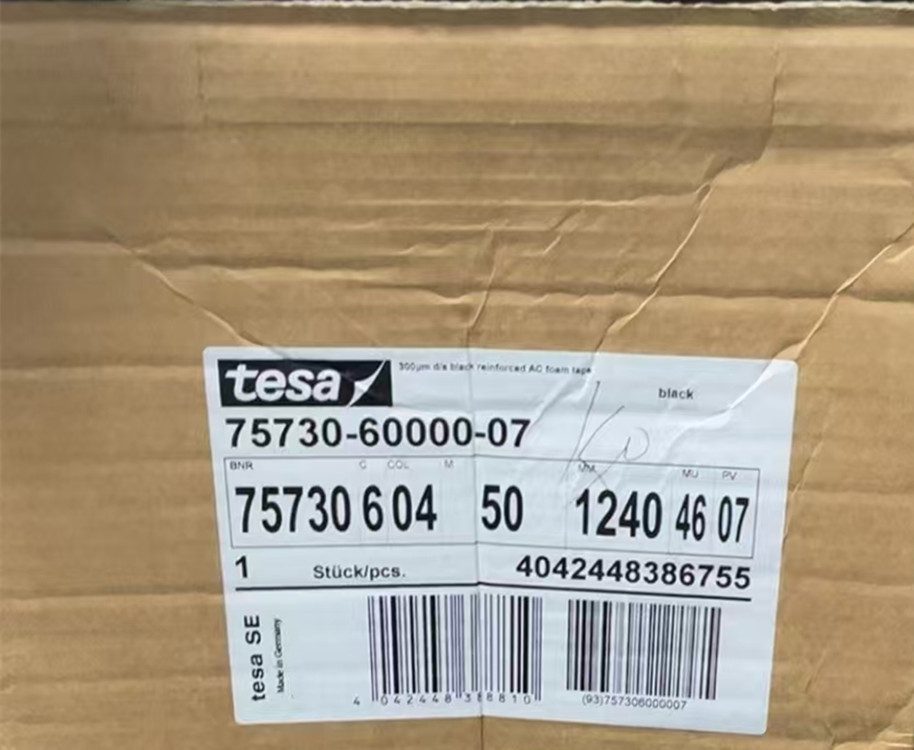 tesa
300µm d/s black reinforced AC foam tape
black
75730-60000-07
BNR C COL M MM MU PV
75730 6 04 50 1240 46 07
1 Stück/pcs. 4042448386755
tesa SE
Made in Germany
4 042448 388810
(93)757306000007